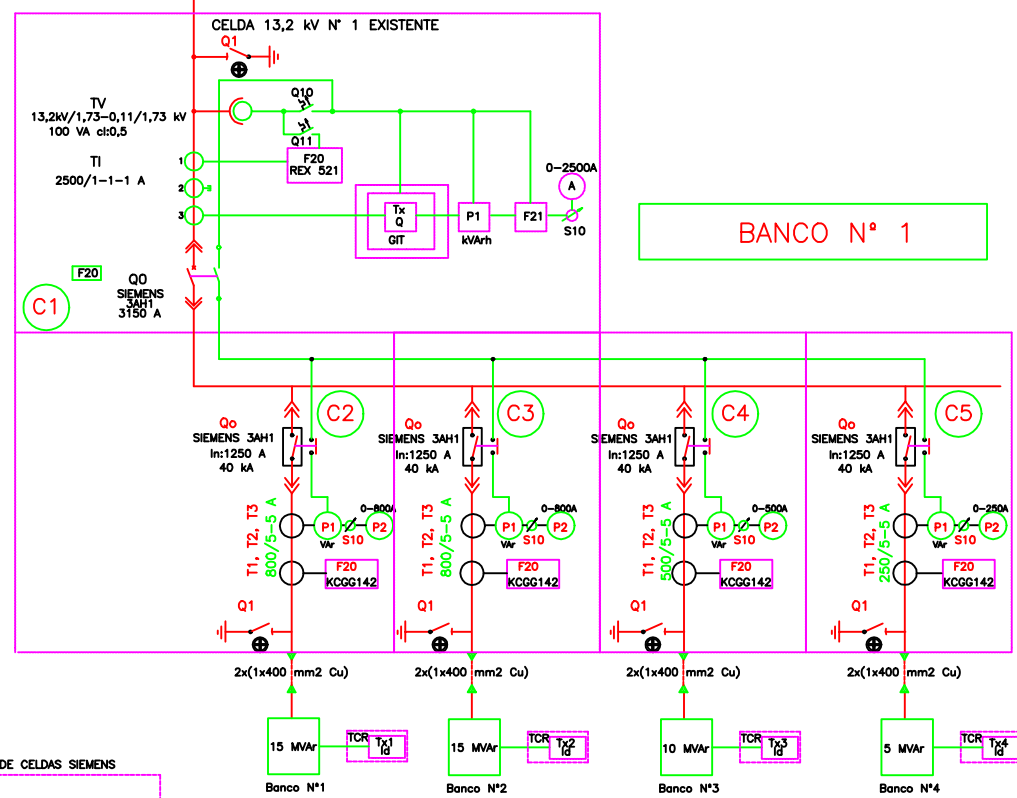 CELDA 13,2 kV N° 1 EXISTENTE
Q1
TV
13,2kV/1,73-0,11/1,73 kV
100 VA cl:0,5
Q10
Q11
TI
2500/1-1-1 A
1
2
3
F20
REX 521
0-2500A
A
Tx
Q
GIT
P1
kVArh
F21
S10
BANCO Nº 1
F20
Q0
SIEMENS
3AH1
3150 A
C1
C2
C3
C4
C5
Qo
SIEMENS 3AH1
In:1250 A
40 kA
Qo
SIEMENS 3AH1
In:1250 A
40 kA
Qo
SIEMENS 3AH1
In:1250 A
40 kA
Qo
SIEMENS 3AH1
In:1250 A
40 kA
T1, T2, T3
800/5-5 A
P1
VAr
S10
0-800A
P2
F20
KCGG142
T1, T2, T3
800/5-5 A
P1
VAr
S10
0-800A
P2
F20
KCGG142
T1, T2, T3
500/5-5 A
P1
VAr
S10
0-500A
P2
F20
KCGG142
T1, T2, T3
250/5-5 A
P1
VAr
S10
0-250A
P2
F20
KCGG142
Q1
Q1
Q1
Q1
2x(1x400 mm2 Cu)
2x(1x400 mm2 Cu)
2x(1x400 mm2 Cu)
2x(1x400 mm2 Cu)
15 MVAr
TCR
Tx1
Id
15 MVAr
TCR
Tx2
Id
10 MVAr
TCR
Tx3
Id
5 MVAr
TCR
Tx4
Id
DE CELDAS SIEMENS
Banco N°1
Banco N°2
Banco N°3
Banco N°4